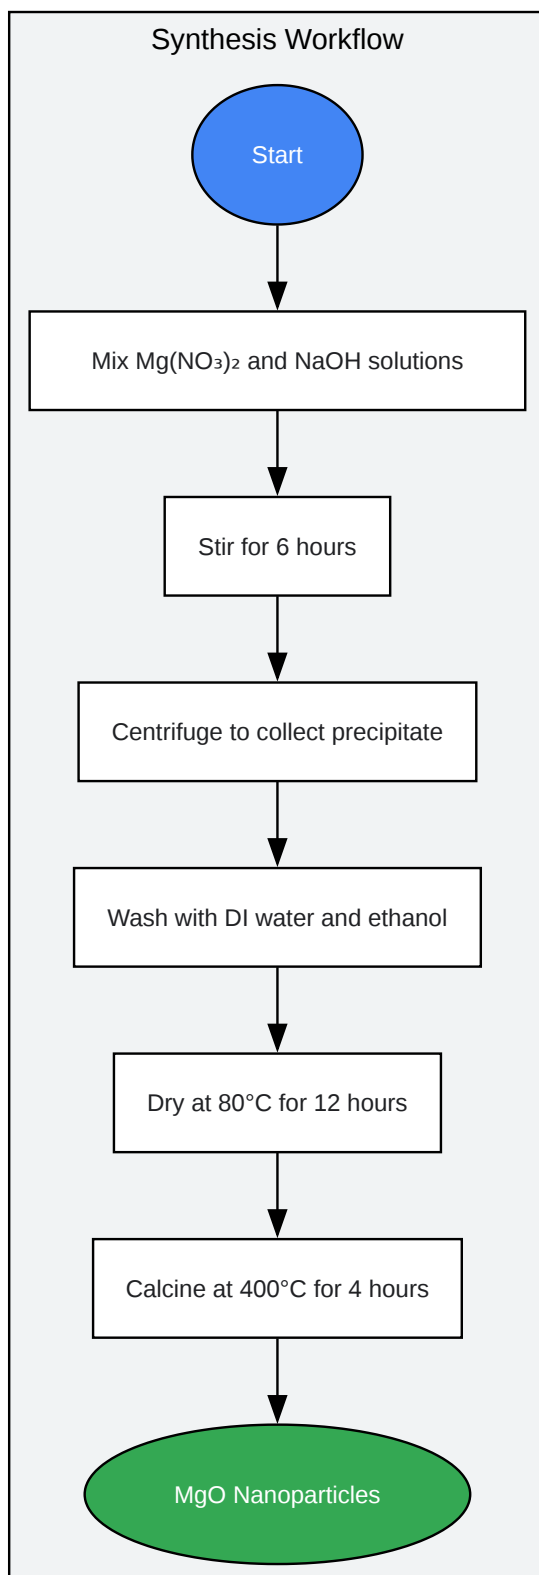 Synthesis Workflow
Start
Mix Mg(NO₃)₂ and NaOH solutions
Stir for 6 hours
Centrifuge to collect precipitate
Wash with DI water and ethanol
Dry at 80°C for 12 hours
Calcine at 400°C for 4 hours
MgO Nanoparticles